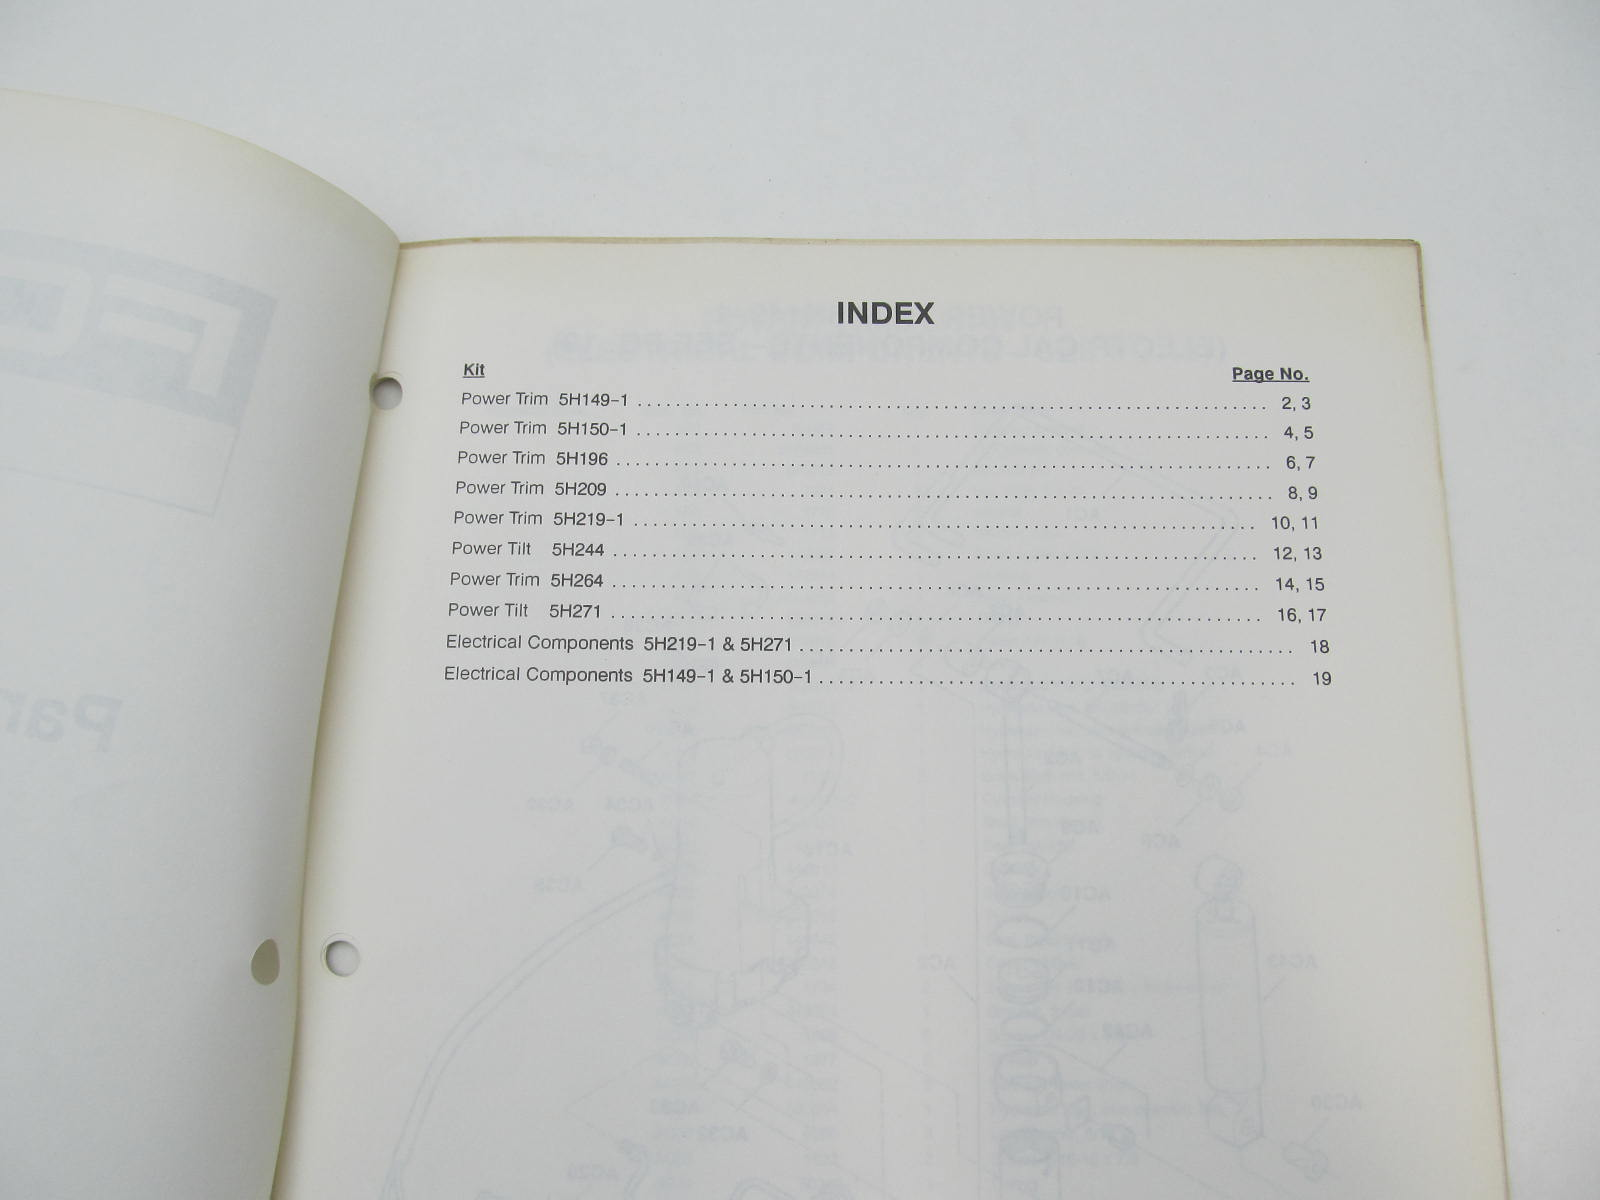 INDEX
Kit Page No.
Power Trim 5H149-1 ........ 2, 3
Power Trim 5H150-1 ........ 4, 5
Power Trim 5H196 ........ 6, 7
Power Trim 5H209 ........ 8, 9
Power Trim 5H219-1 ........ 10, 11
Power Tilt 5H244 ........ 12, 13
Power Trim 5H264 ........ 14, 15
Power Tilt 5H271 ........ 16, 17
Electrical Components 5H219-1 & 5H271 ........ 18
Electrical Components 5H149-1 & 5H150-1 ........ 19